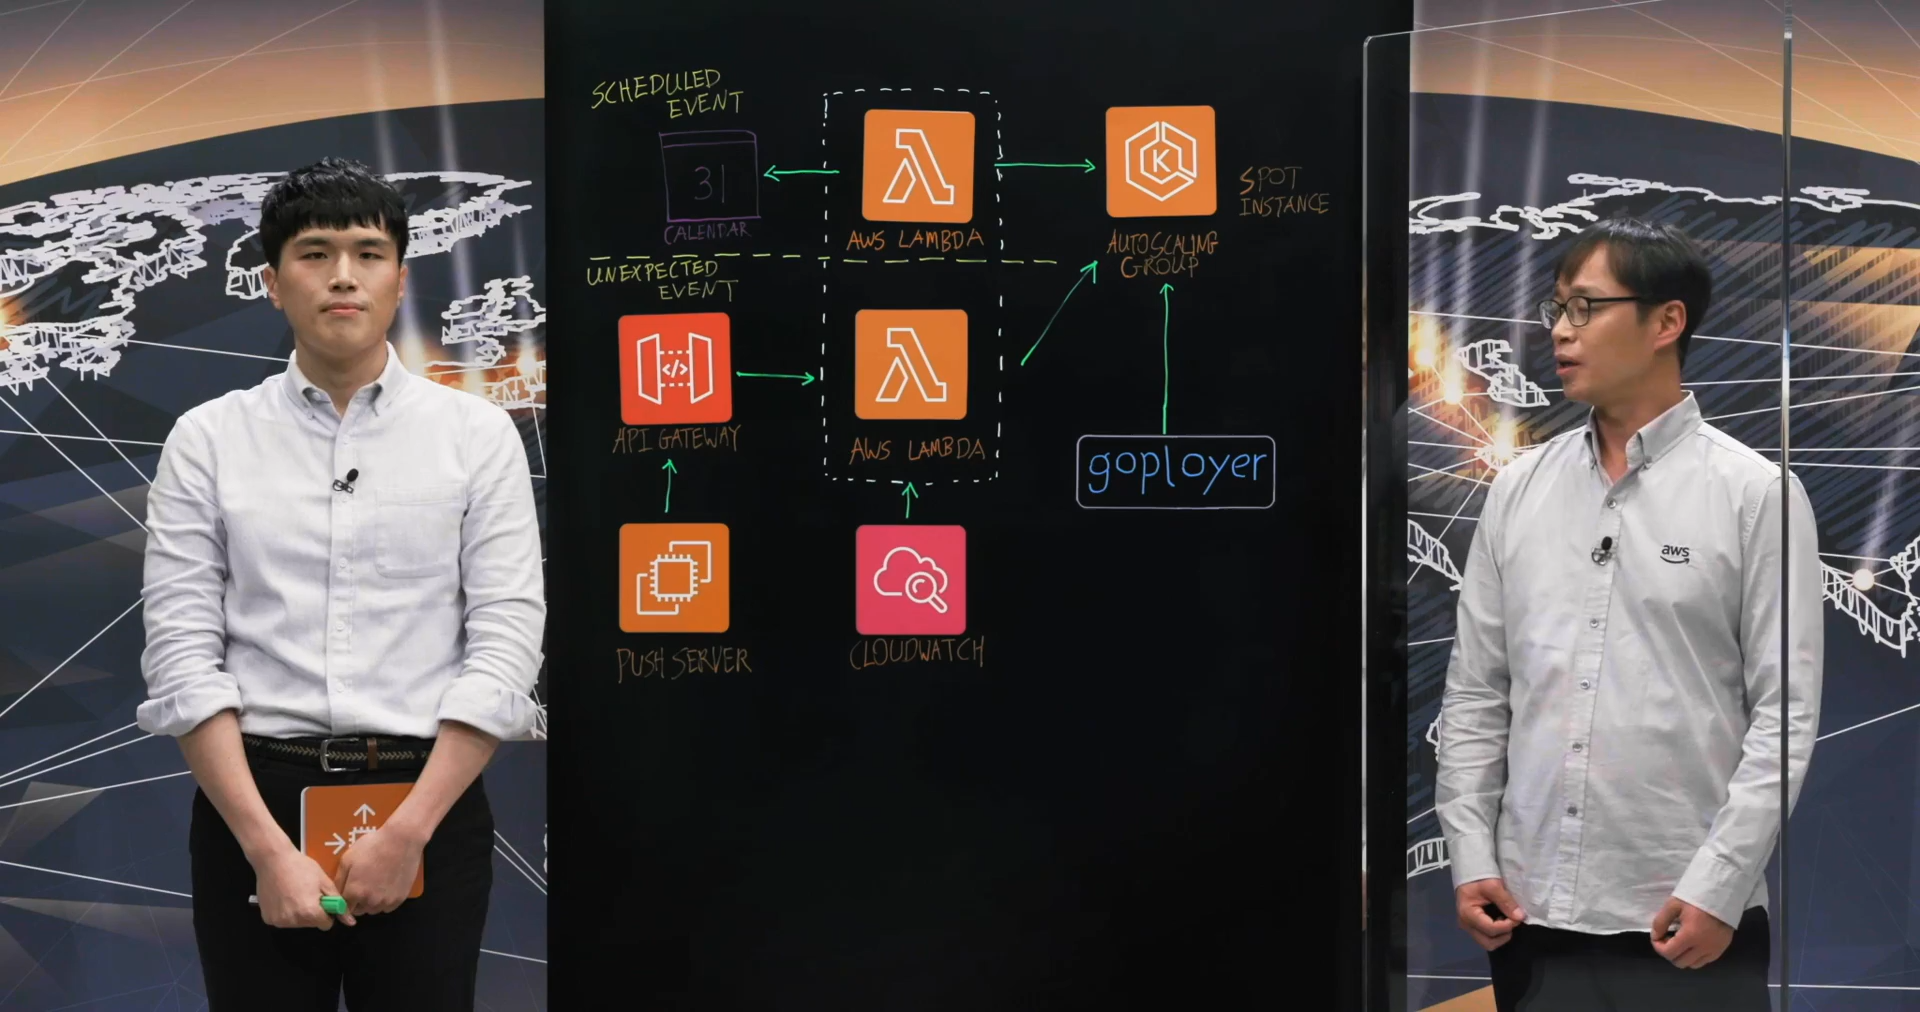 SCHEDULED
EVENT
31
CALENDAR
AWS LAMBDA
K
AUTOSCALING
GROUP
SPOT
INSTANCE
UNEXPECTED
EVENT
</>
API GATEWAY
AWS LAMBDA
goployer
PUSH SERVER
CLOUDWATCH
aws